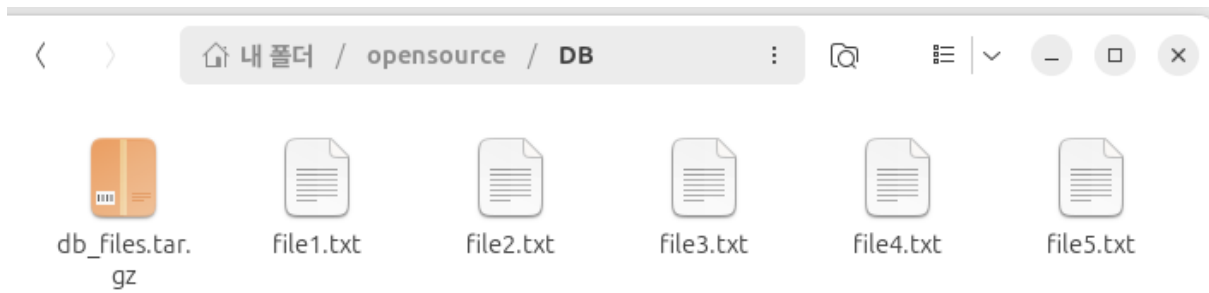 내 폴더 / opensource / DB
db_files.tar.
gz
file1.txt
file2.txt
file3.txt
file4.txt
file5.txt